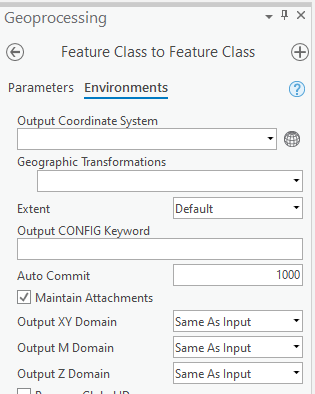 Geoprocessing
Feature Class to Feature Class
Parameters Environments
Output Coordinate System
Geographic Transformations
Extent Default
Output CONFIG Keyword
Auto Commit 1000
Maintain Attachments
Output XY Domain Same As Input
Output M Domain Same As Input
Output Z Domain Same As Input